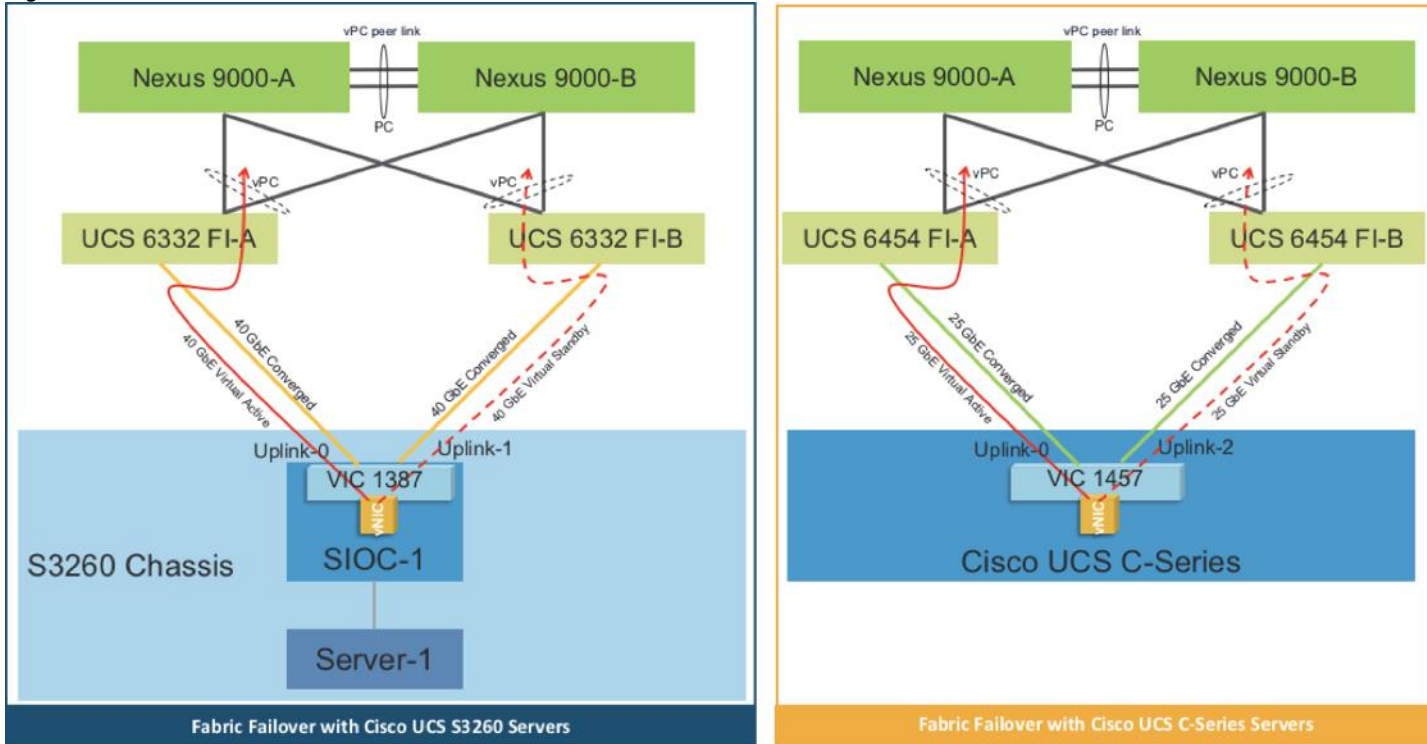 vPC peer link
Nexus 9000-A
Nexus 9000-B
PC
vPC
vPC
UCS 6332 FI-A
UCS 6332 FI-B
40 GbE Converged
40 GbE Virtual Active
40 GbE Converged
40 GbE Virtual Standby
Uplink-0
Uplink-1
VIC 1387
vNIC
SIOC-1
S3260 Chassis
Server-1
Fabric Failover with Cisco UCS S3260 Servers
vPC peer link
Nexus 9000-A
Nexus 9000-B
PC
vPC
vPC
UCS 6454 FI-A
UCS 6454 FI-B
25 GbE Converged
25 GbE Virtual Active
25 GbE Converged
25 GbE Virtual Standby
Uplink-0
Uplink-2
VIC 1457
vNIC
Cisco UCS C-Series
Fabric Failover with Cisco UCS C-Series Servers